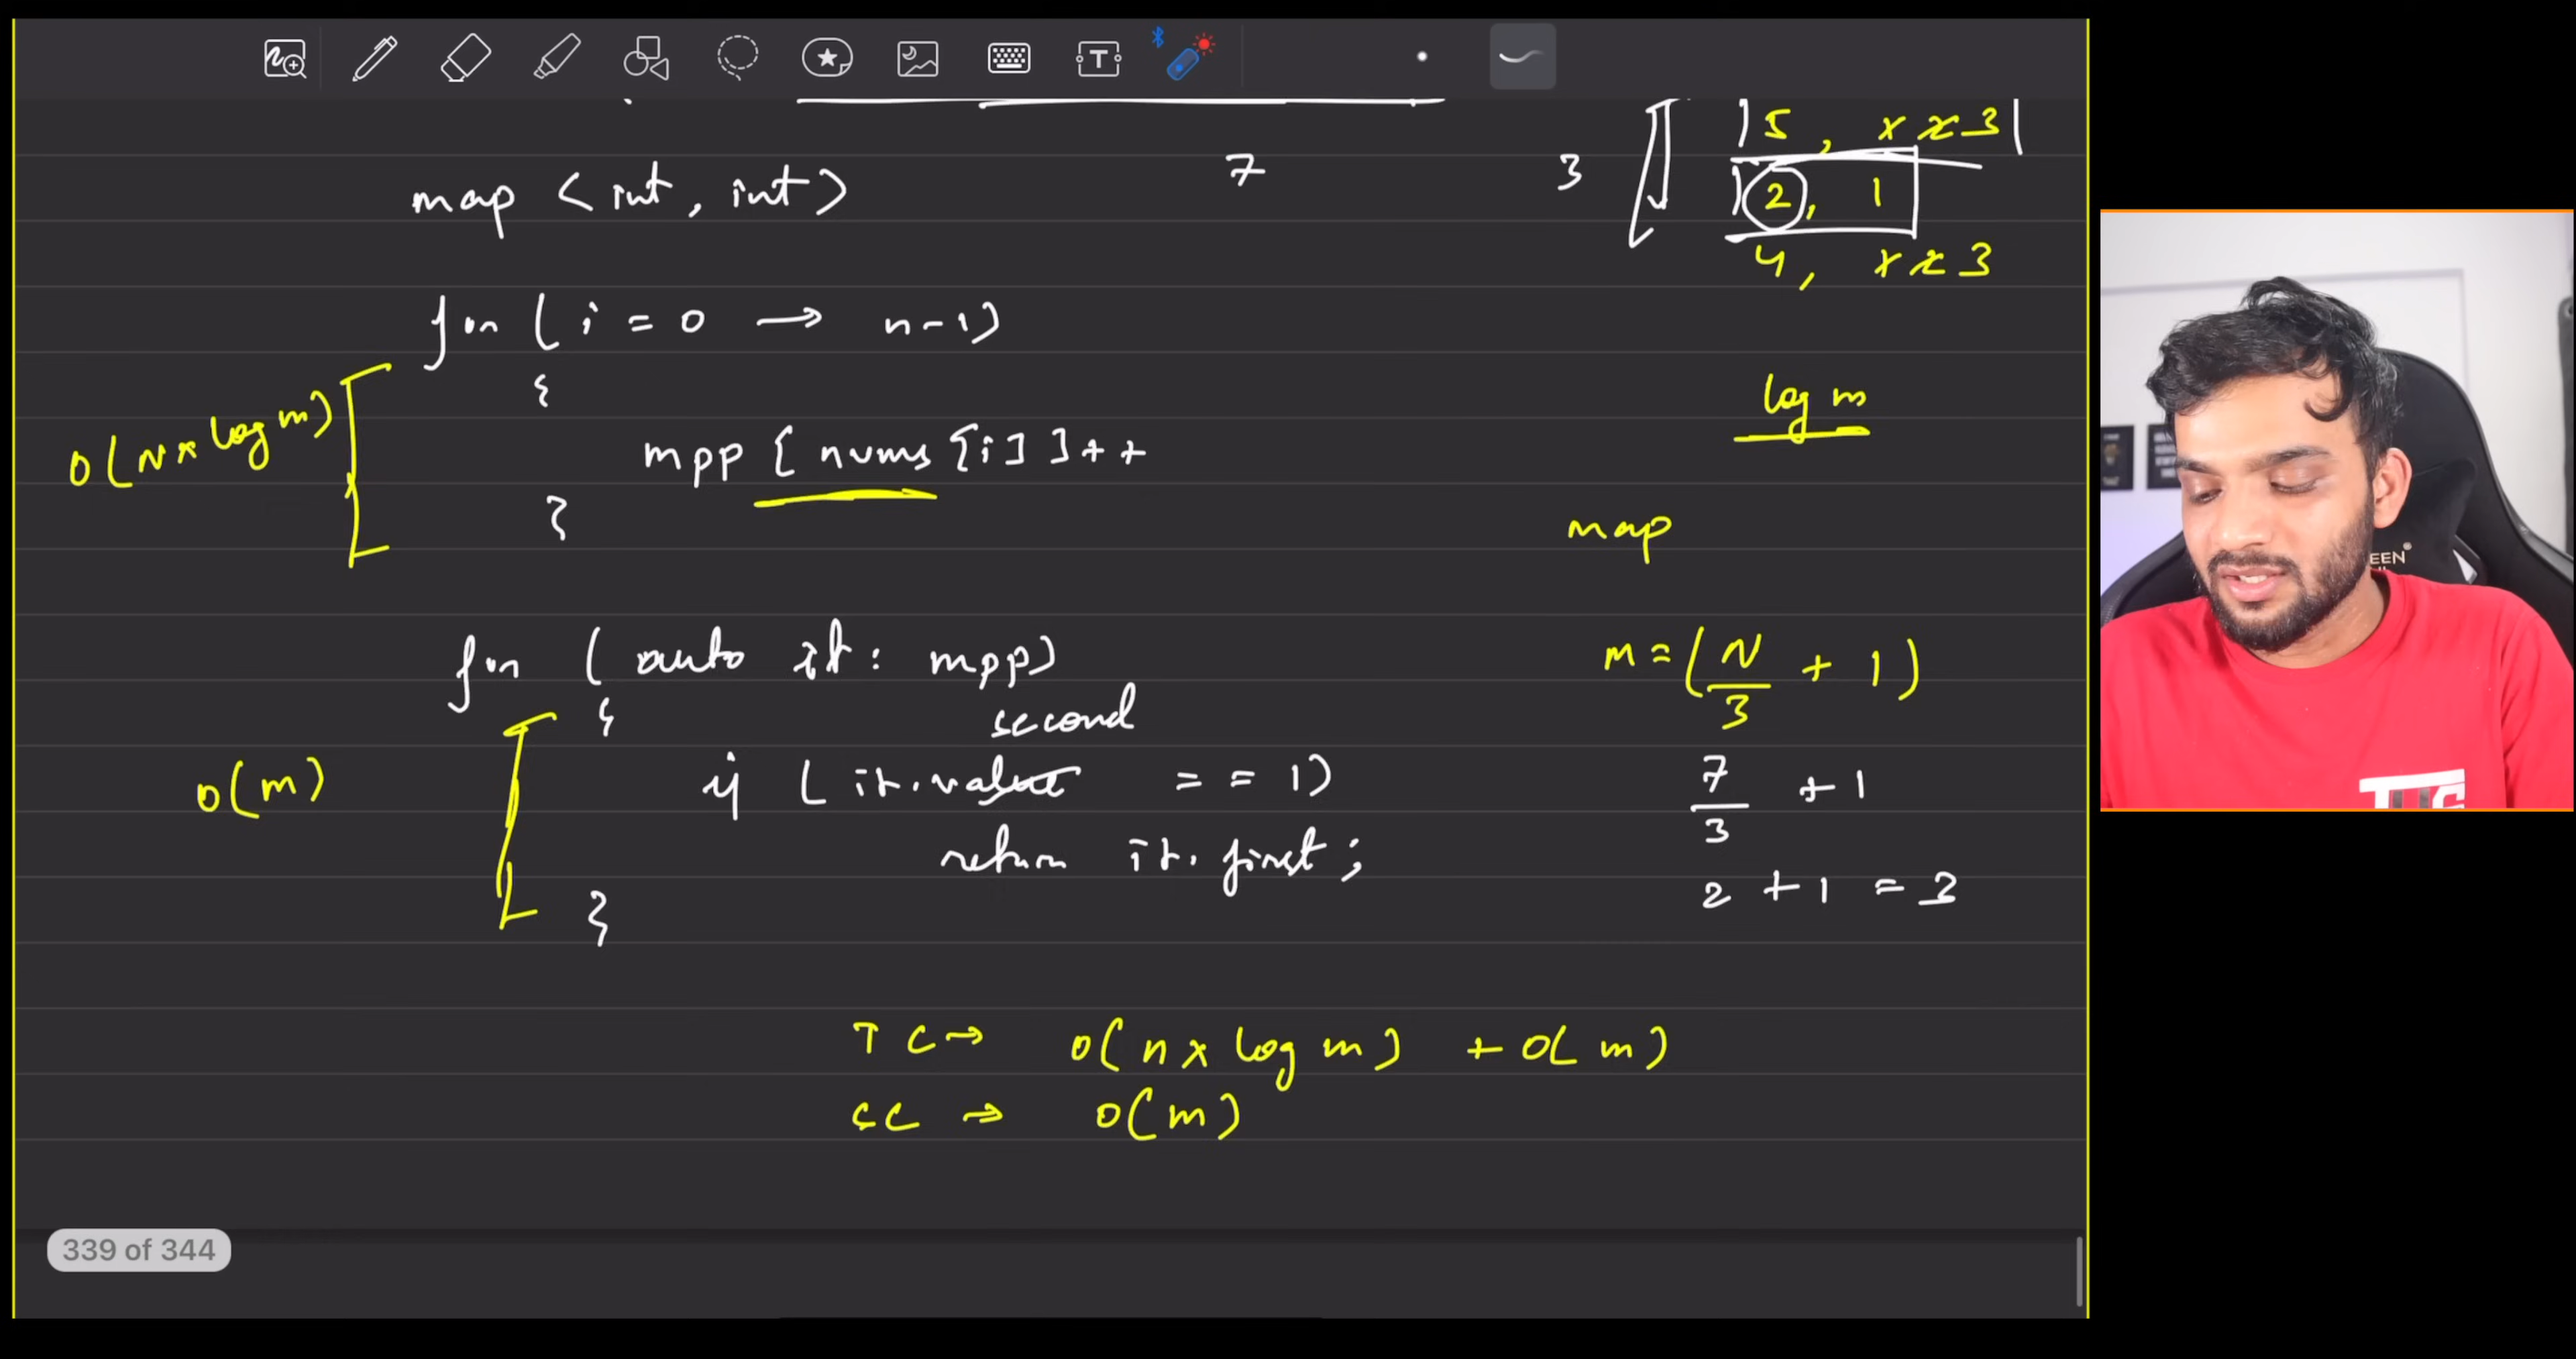 5, x x 3
7 3 2, 1
map <int, int>
4, x x 3
for (i = 0 → n-1)
{
log m
O(N x log m)
mpp [nums [i]]++
}
map
for (auto it: mpp)
m = (N/3 + 1)
{
second
O(m)
if (it.value == 1)
7/3 + 1
return it.first;
2 + 1 = 3
}
EEN®
TUF
TC → O(n x log m) + O(m)
SC → O(m)
339 of 344